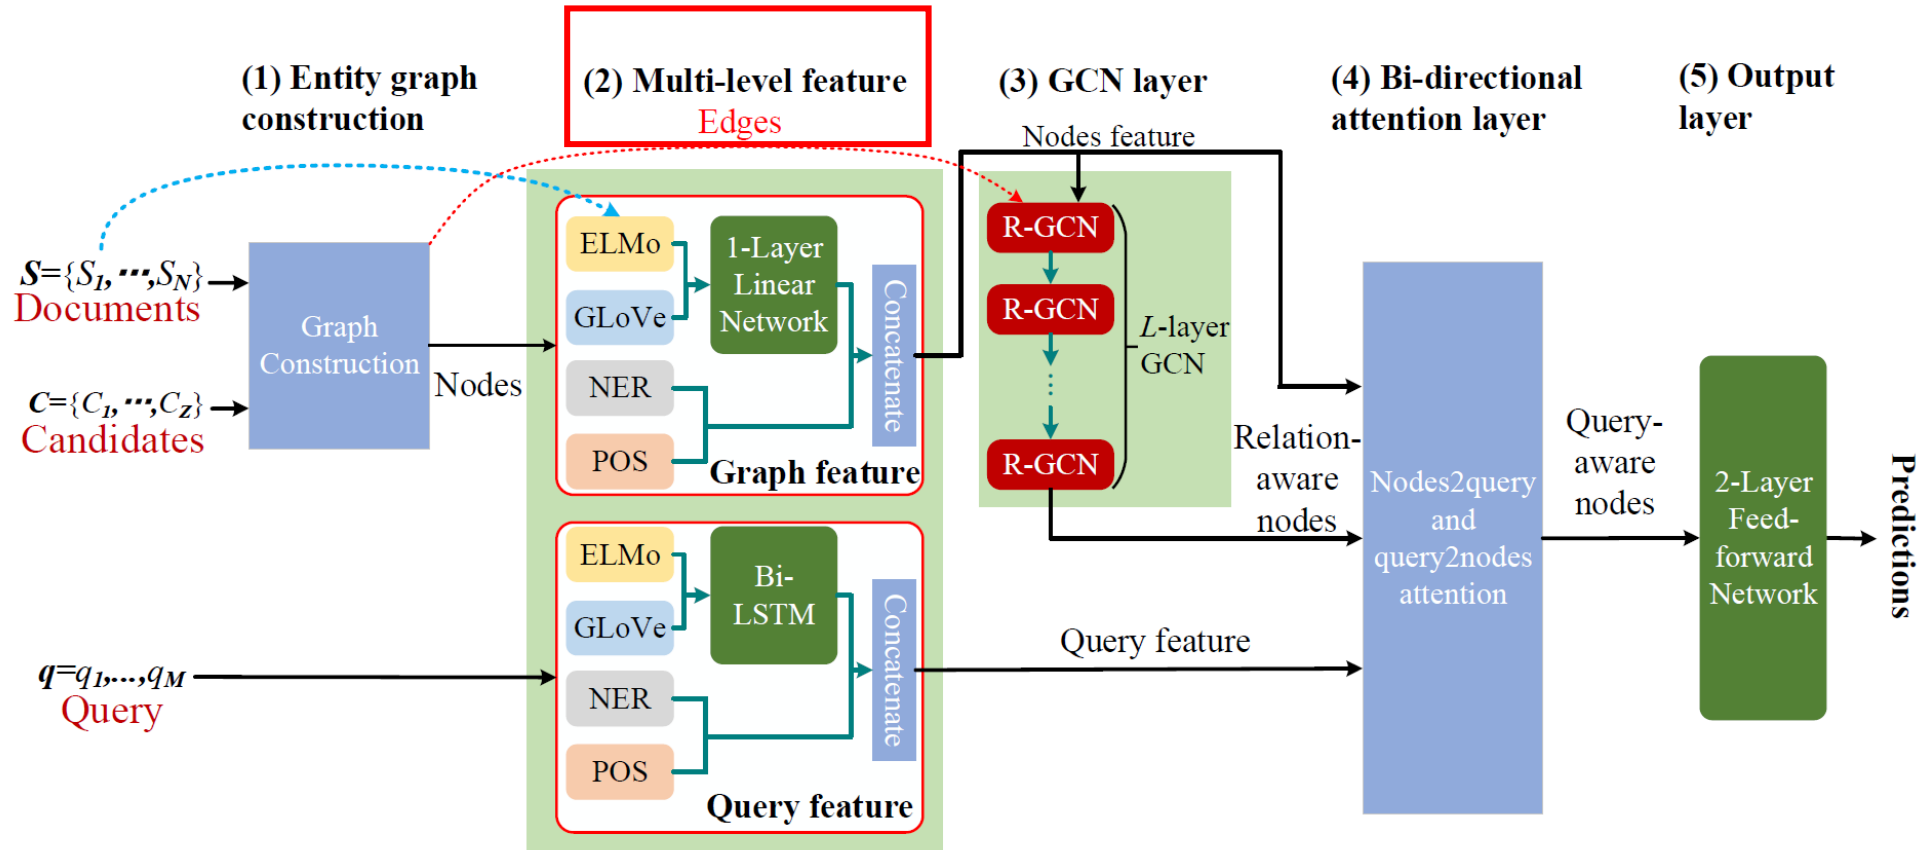 (1) Entity graph
construction
(2) Multi-level feature
Edges
(3) GCN layer
(4) Bi-directional
attention layer
(5) Output
layer
S={S1,⋯,SN}
Documents
C={C1,⋯,CZ}
Candidates
q=q1,...,qM
Query
Graph
Construction
Nodes
ELMo
GLoVe
NER
POS
1-Layer
Linear
Network
Concatenate
Graph feature
ELMo
GLoVe
NER
POS
Bi-
LSTM
Concatenate
Query feature
Nodes feature
R-GCN
R-GCN
R-GCN
L-layer
GCN
Relation-
aware
nodes
Query feature
Nodes2query
and
query2nodes
attention
Query-
aware
nodes
2-Layer
Feed-
forward
Network
Predictions